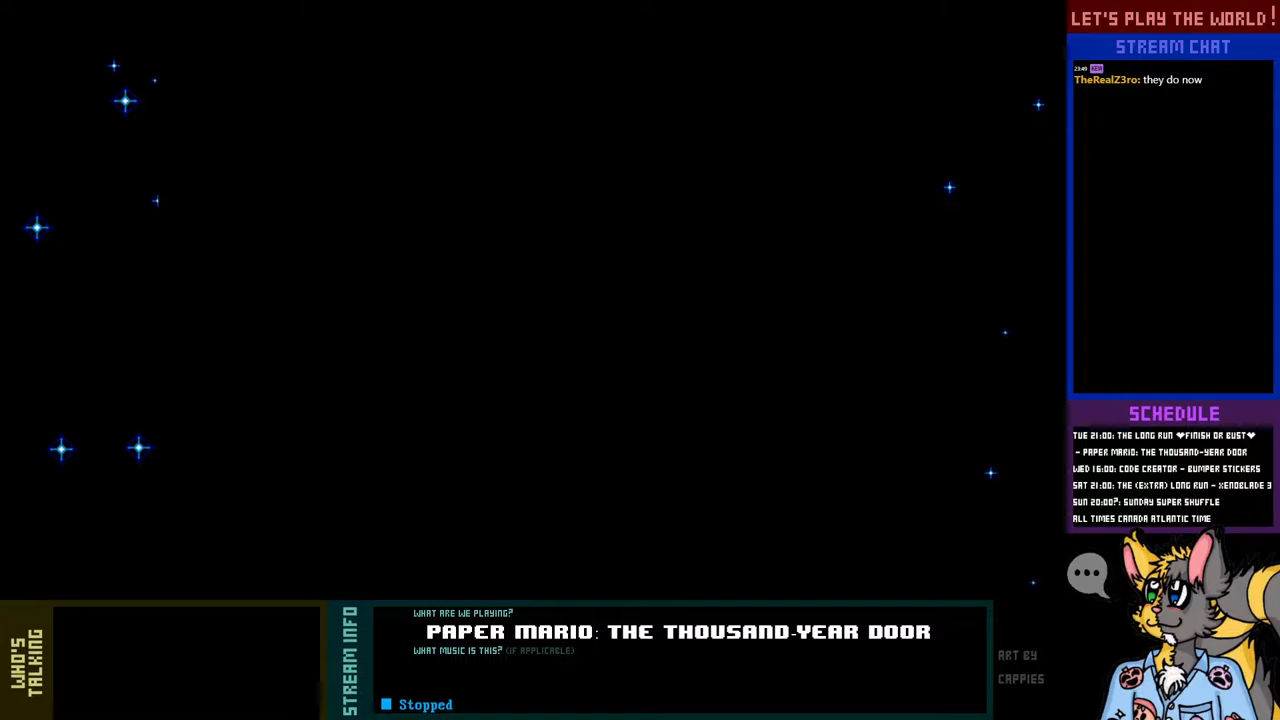 LET'S PLAY THE WORLD!
STREAM CHAT
23:49 KEW
TheRealZ3ro: they do now
SCHEDULE
TUE 21:00: THE LONG RUN ❤FINISH OR BUST❤
- PAPER MARIO: THE THOUSAND-YEAR DOOR
WED 16:00: CODE CREATOR - BUMPER STICKERS
SAT 21:00: THE (EXTRA) LONG RUN - XENOBLADE 3
SUN 20:00?: SUNDAY SUPER SHUFFLE
ALL TIMES CANADA ATLANTIC TIME
WHO'S
TALKING
STREAM INFO
WHAT ARE WE PLAYING?
PAPER MARIO: THE THOUSAND-YEAR DOOR
WHAT MUSIC IS THIS? (IF APPLICABLE)
Stopped
ART BY
CAPPIES